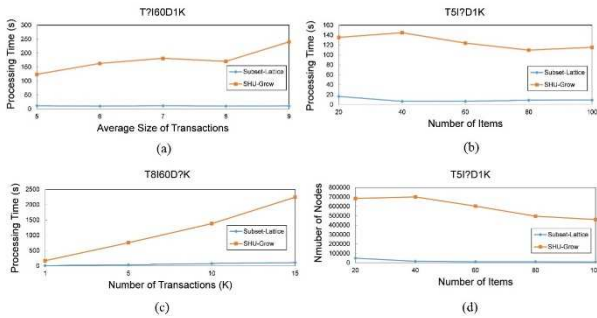 T?I60D1K
Processing Time (s)
300
250
200
150
100
50
0
Subset-Lattice
SHU-Grow
5 6 7 8 9
Average Size of Transactions
(a)
T5I?D1K
Processing Time (s)
160
140
120
100
80
60
40
20
0
Subset-Lattice
SHU-Grow
20 40 60 80 100
Number of Items
(b)
T8I60D?K
Processing Time (s)
2500
2000
1500
1000
500
0
Subset-Lattice
SHU-Grow
1 5 10 15
Number of Transactions (K)
(c)
T5I?D1K
Nmuber of Nodes
800000
700000
600000
500000
400000
300000
200000
100000
0
Subset-Lattice
SHU-Grow
20 40 60 80 100
Number of Items
(d)